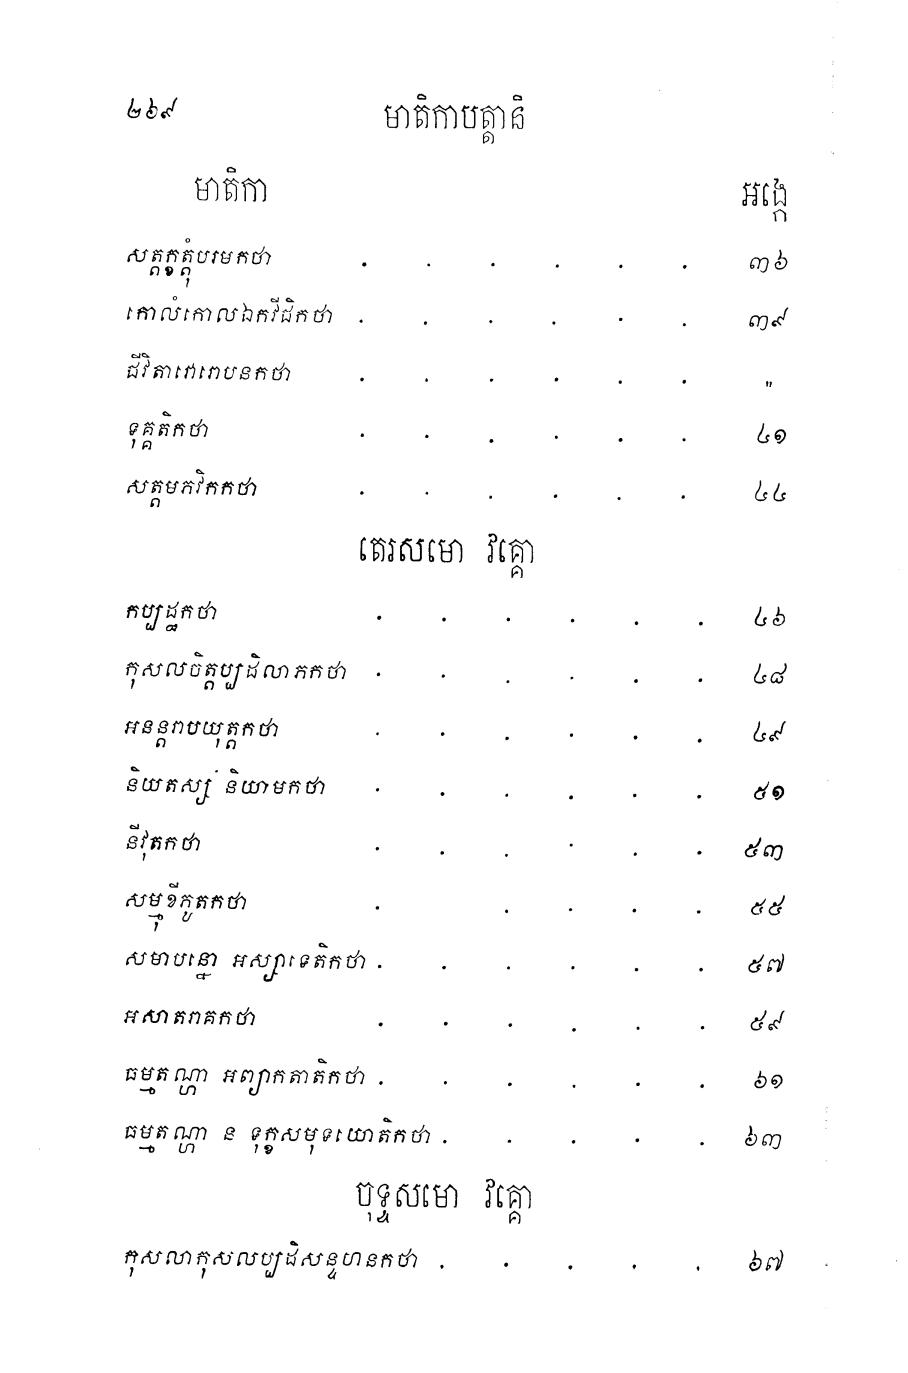 ២៦៩ មាតិកាបត្តានិ
មាតិកា អង្កេ
សត្តក្ខត្តុំបរមកថា . . . . . . ៣៦
កោលំកោលឯកវីជិកថា . . . . . . ៣៩
ជីវិតាវោរោបនកថា . . . . . . "
ទុគ្គតិកថា . . . . . . ៤១
សត្តមភវិកកថា . . . . . . ៤៤
តេរសមោ វគ្គោ
កប្បដ្ឋកថា . . . . . . ៤៦
កុសលចិត្តប្បដិលាភកថា . . . . . . ៤៨
អនន្តរាបយុត្តកថា . . . . . . ៤៩
និយតស្ស និយាមកថា . . . . . . ៥១
នីវុតកថា . . . . . . ៥៣
សម្មុខីភូតកថា . . . . . ៥៥
សមាបន្នោ អស្សាទេតិកថា . . . . . . ៥៧
អសាតរាគកថា . . . . . . ៥៩
ធម្មតណ្ហា អព្យាកតាតិកថា . . . . . . ៦១
ធម្មតណ្ហា ន ទុក្ខសមុទយោតិកថា . . . . . ៦៣
ចុទ្ទសមោ វគ្គោ
កុសលាកុសលប្បដិសន្ទហនកថា . . . . . ៦៧